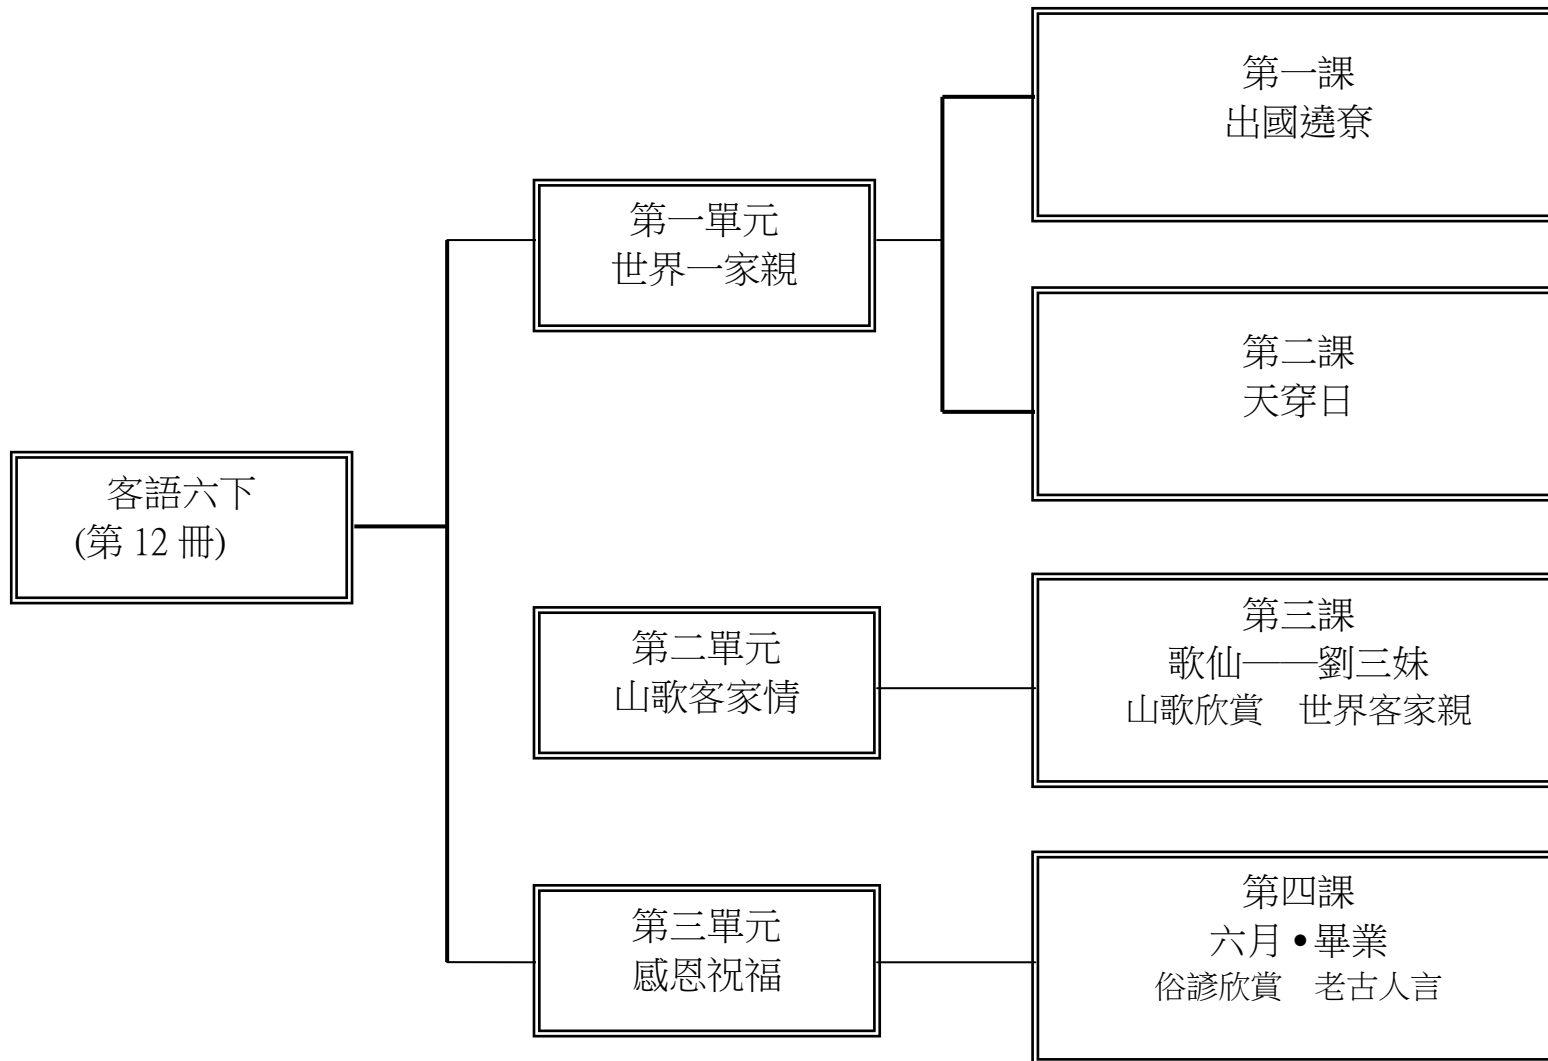 客語六下
(第 12 冊)
第一單元
世界一家親
第一課
出國遶尞
第二課
天穿日
第二單元
山歌客家情
第三課
歌仙——劉三妹
山歌欣賞　世界客家親
第三單元
感恩祝福
第四課
六月•畢業
俗諺欣賞　老古人言